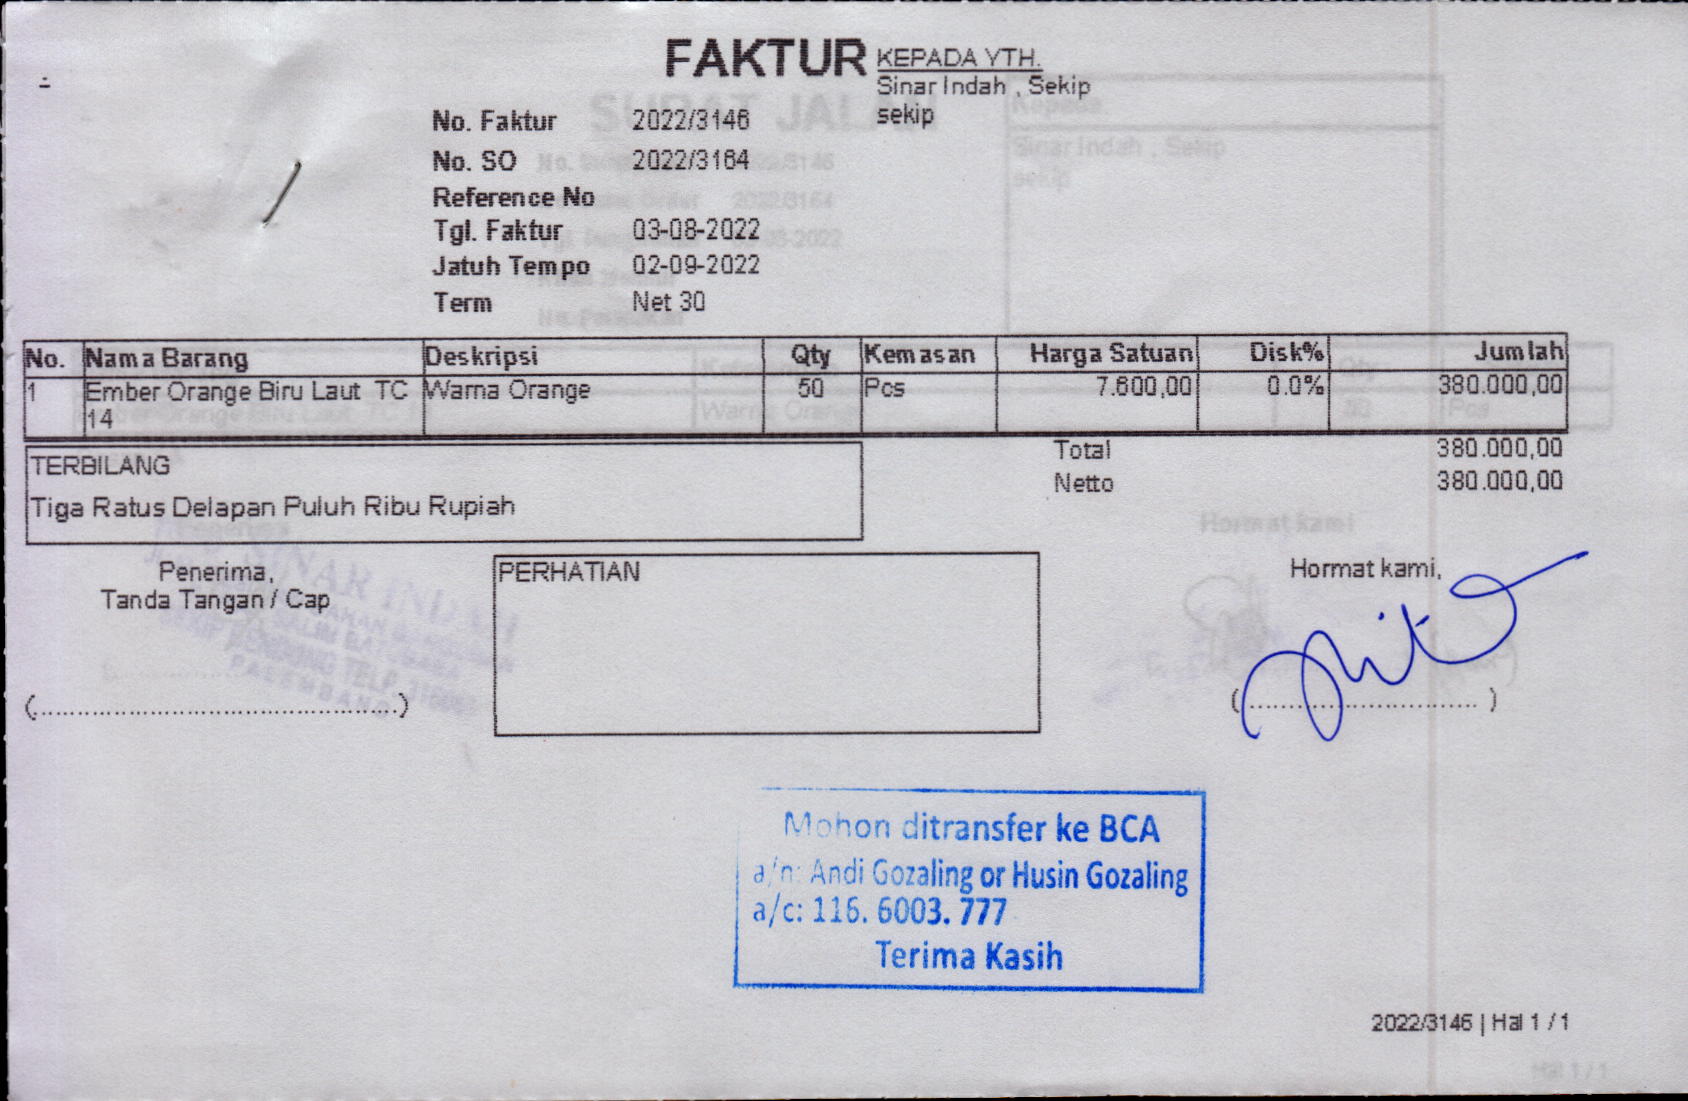 FAKTUR
KEPADA YTH.
Sinar Indah , Sekip
sekip
No. Faktur 2022/3146
No. SO 2022/3164
Reference No
Tgl. Faktur 03-08-2022
Jatuh Tempo 02-09-2022
Term Net 30
No. Nama Barang Deskripsi Qty Kemasan Harga Satuan Disk% Jumlah
1 Ember Orange Biru Laut TC Warna Orange 50 Pcs 7.600,00 0.0% 380.000,00
14
Total 380.000,00
Netto 380.000,00
TERBILANG
Tiga Ratus Delapan Puluh Ribu Rupiah
Penerima,
Tanda Tangan / Cap
(................................................)
PERHATIAN
Hormat kami,
(.............................. )
Mohon ditransfer ke BCA
a/n: Andi Gozaling or Husin Gozaling
a/c: 116. 6003. 777
Terima Kasih
2022/3146 | Hal 1 / 1